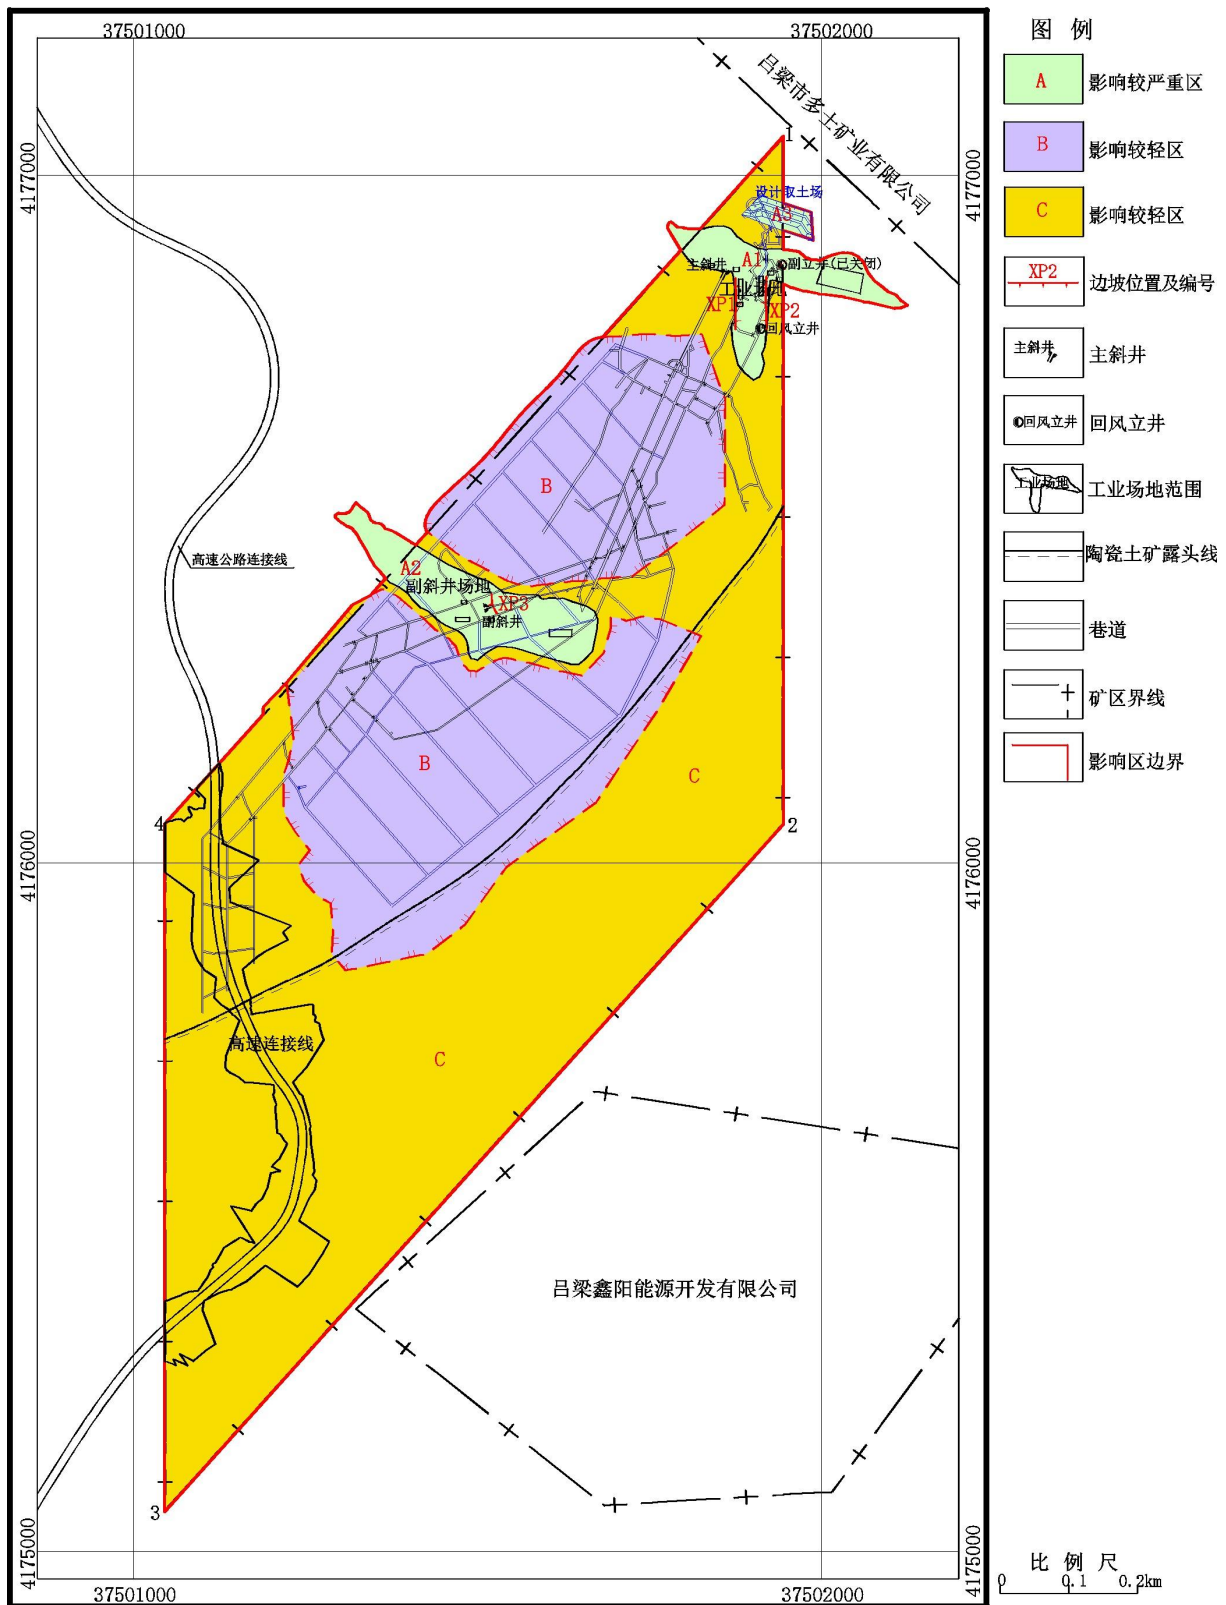 37501000
37502000
吕梁市多土矿业有限公司
1
4177000
4177000
设计取土场
A3
A1
主斜井
副立井(已关闭)
工业场地
XP1
XP2
回风立井
B
高速公路连接线
A2
副斜井场地
XP3
副斜井
B
C
4
2
4176000
4176000
高速连接线
C
吕梁鑫阳能源开发有限公司
3
4175000
4175000
37501000
37502000
图 例
A
影响较严重区
B
影响较轻区
C
影响较轻区
XP2
边坡位置及编号
主斜井
主斜井
回风立井
回风立井
工业场地
工业场地范围
陶瓷土矿露头线
巷道
矿区界线
影响区边界
比 例 尺
0 0.1 0.2km